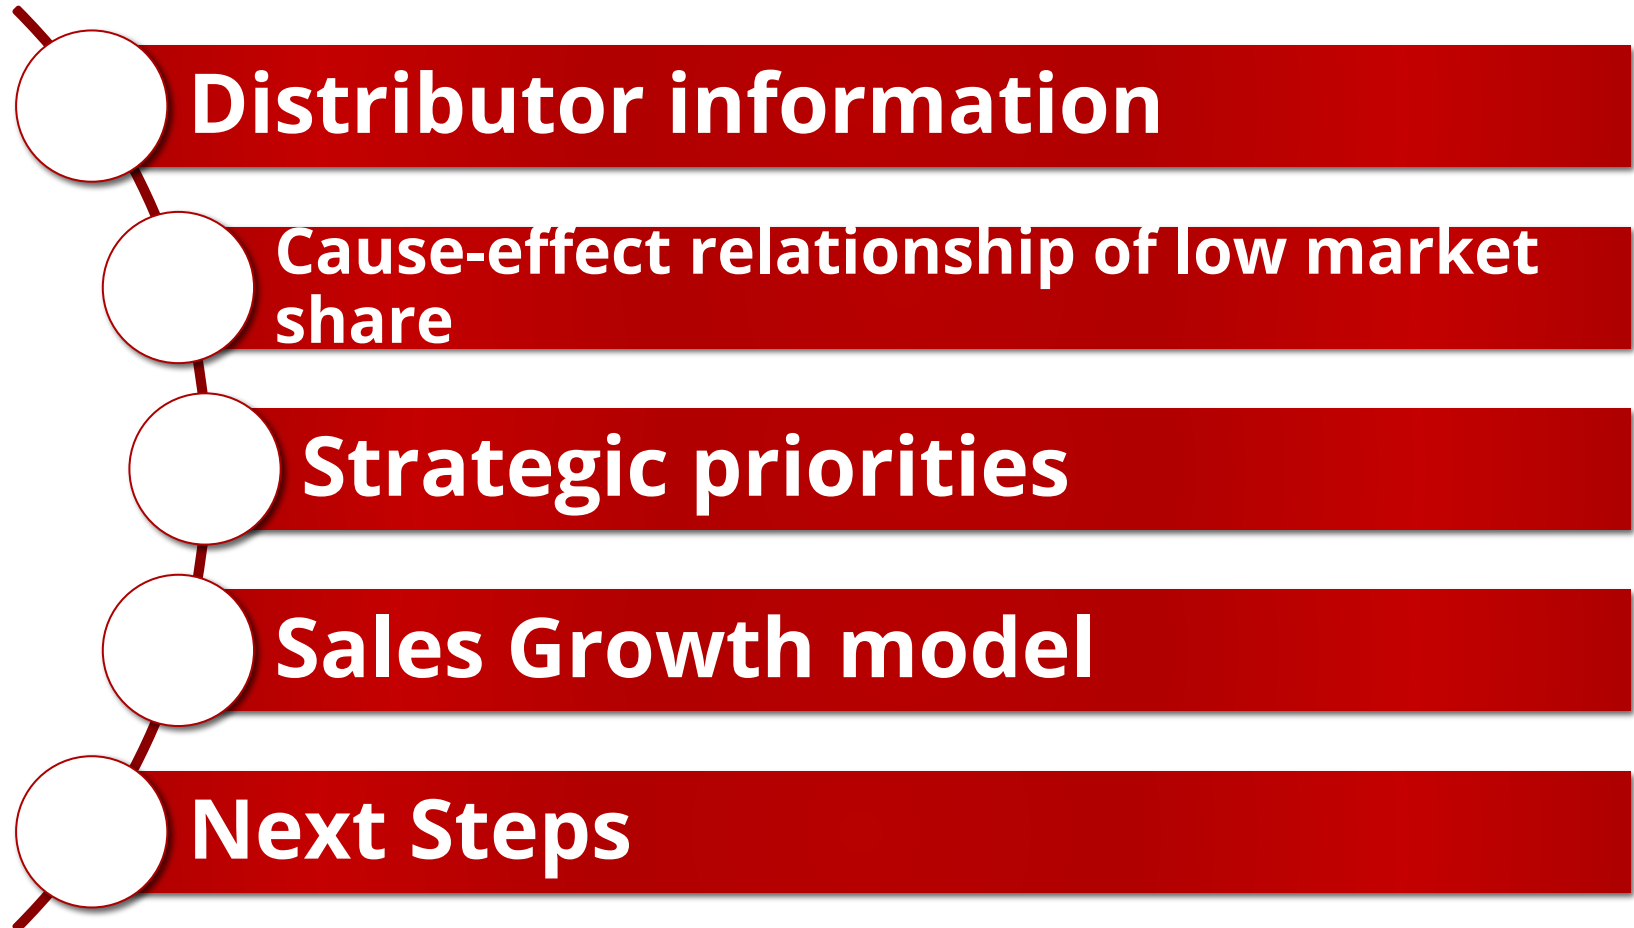 Distributor information
Cause-effect relationship of low market
share
Strategic priorities
Sales Growth model
Next Steps